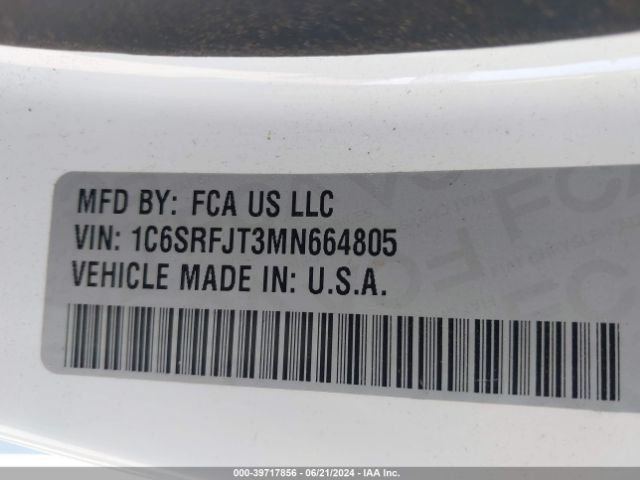 MFD BY: FCA US LLC
VIN: 1C6SRFJT3MN664805
VEHICLE MADE IN: U.S.A.
000-39717856 - 06/21/2024 - IAA Inc.